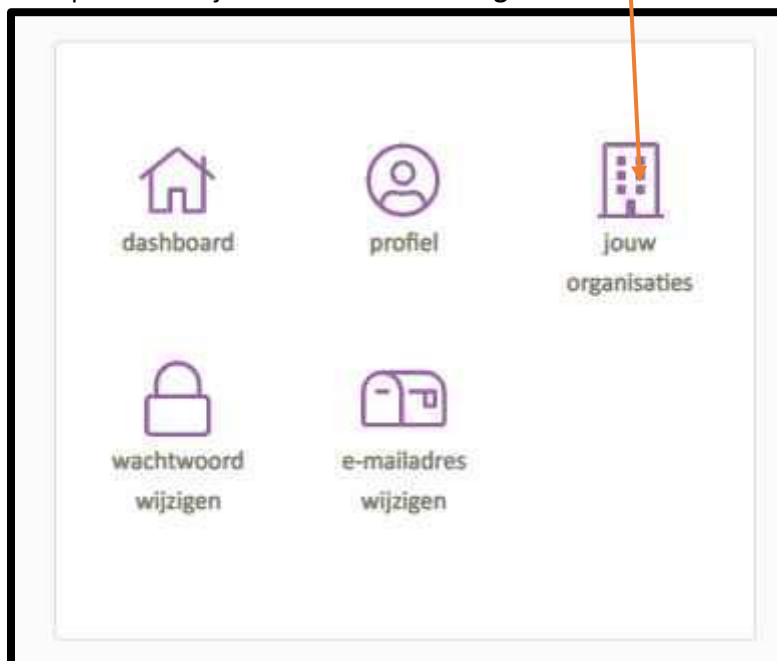 dashboard
profiel
jouw
organisaties
wachtwoord
wijzigen
e-mailadres
wijzigen